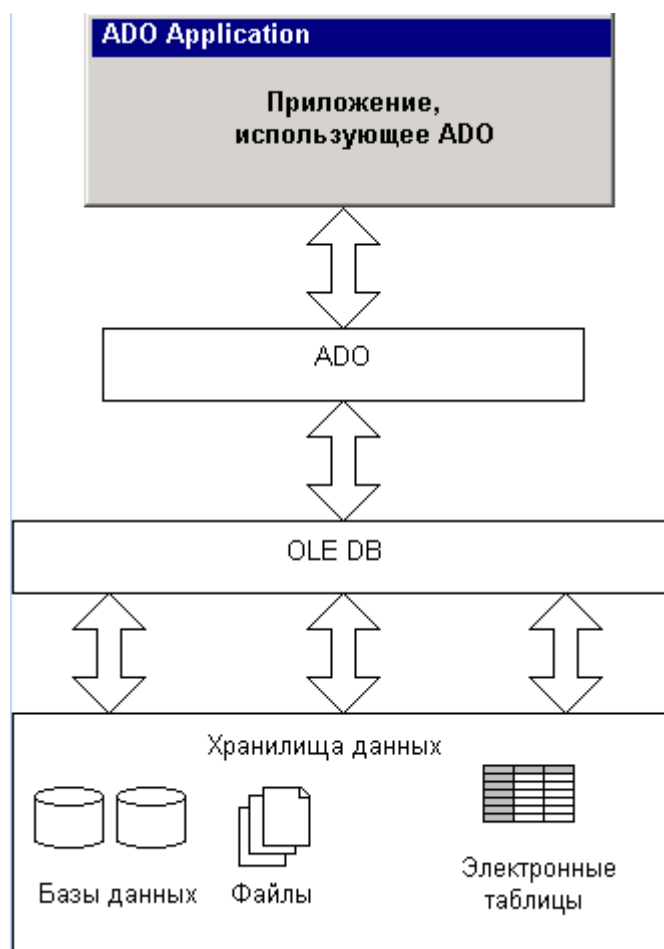 ADO Application
Приложение,
использующее ADO
ADO
OLE DB
Хранилища данных
Базы данных
Файлы
Электронные
таблицы